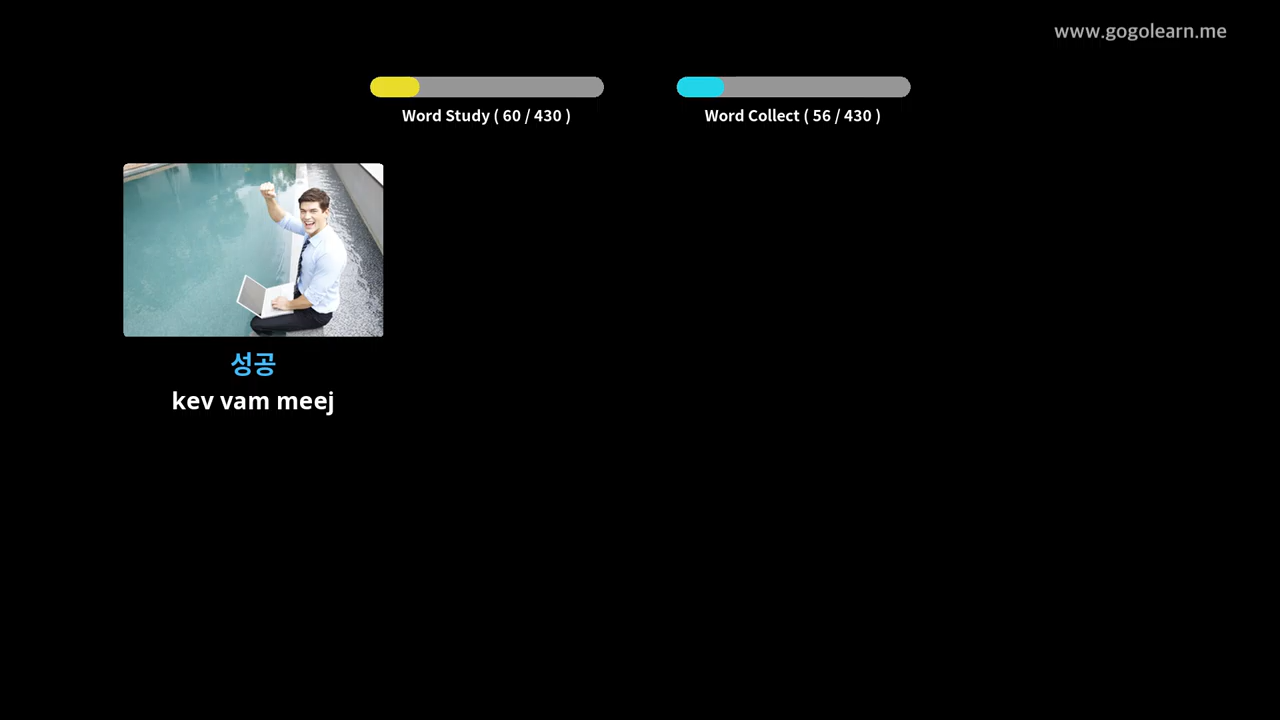 www.gogolearn.me
Word Study ( 60 / 430 )
Word Collect ( 56 / 430 )
성공
kev vam meej